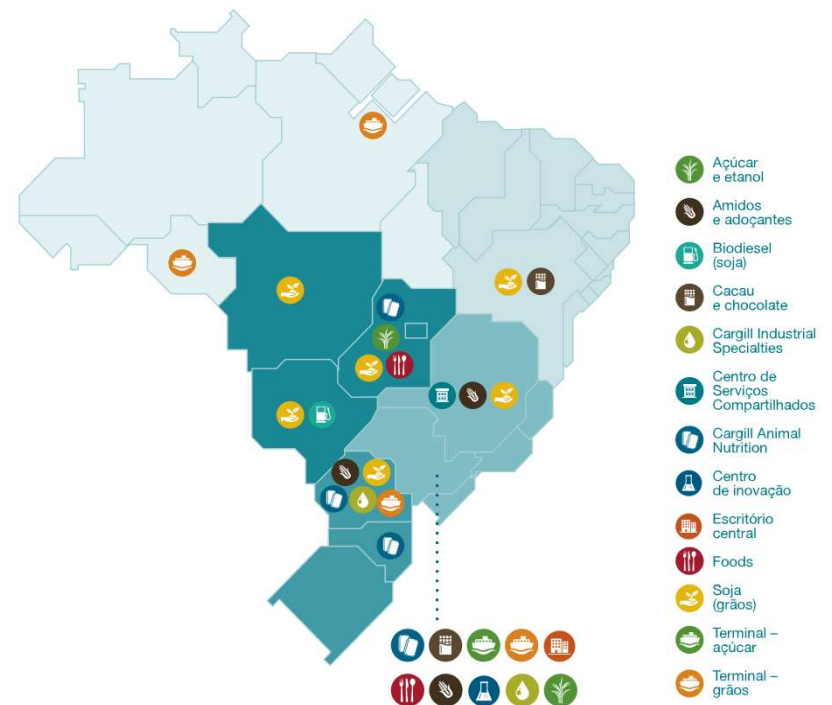 Açúcar
e etanol
Amidos
e adoçantes
Biodiesel
(soja)
Cacau
e chocolate
Cargill Industrial
Specialties
Centro de
Serviços
Compartilhados
Cargill Animal
Nutrition
Centro
de inovação
Escritório
central
Foods
Soja
(grãos)
Terminal –
açúcar
Terminal –
grãos